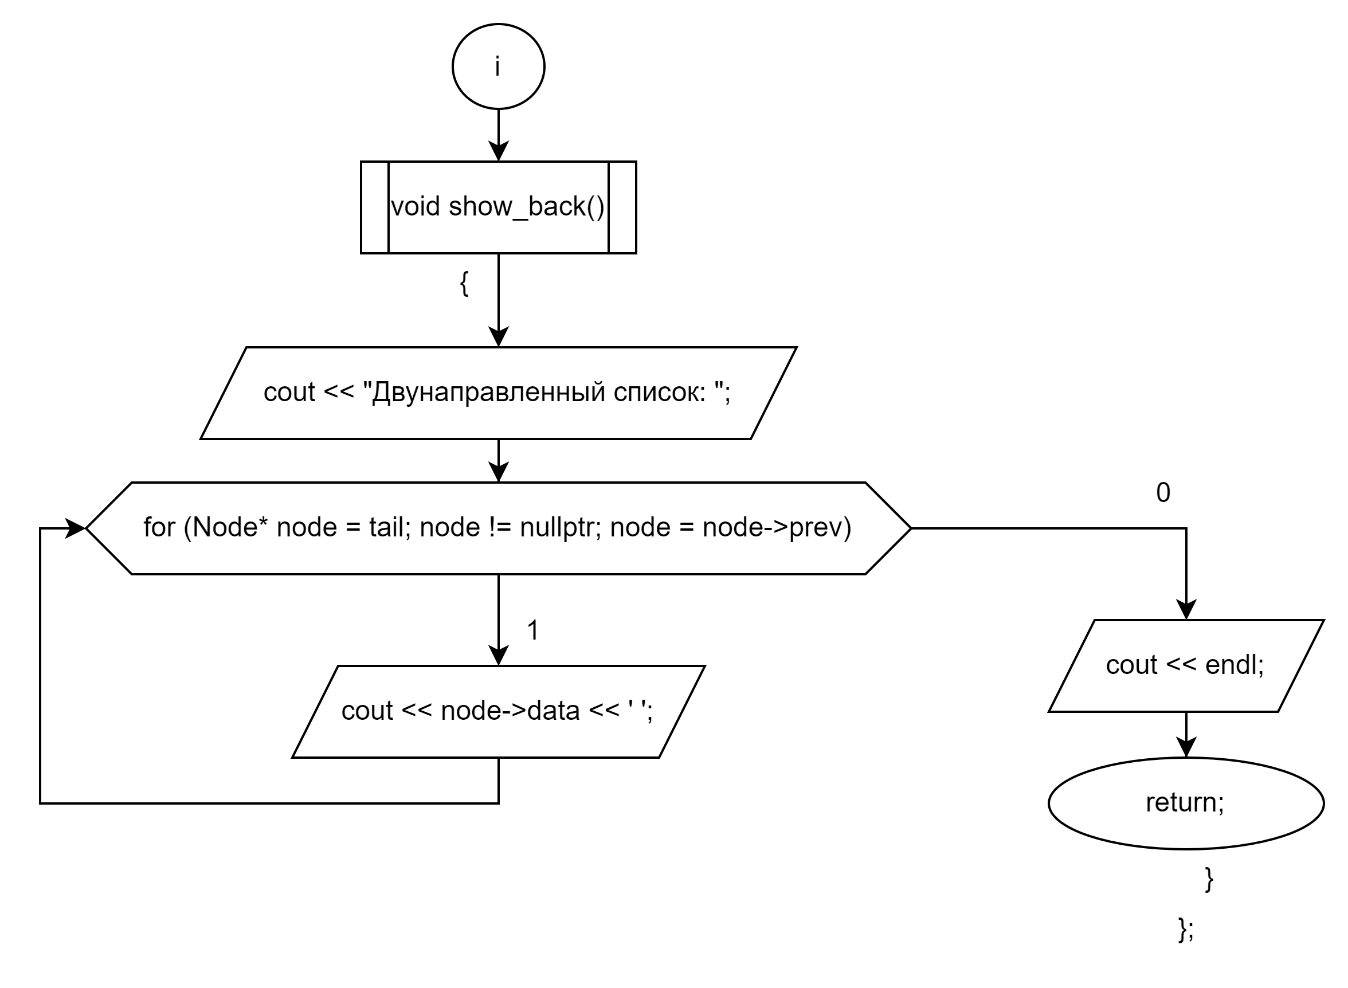 i
void show_back()
{
cout << "Двунаправленный список: ";
0
for (Node* node = tail; node != nullptr; node = node->prev)
1
cout << endl;
cout << node->data << ' ';
return;
}
};